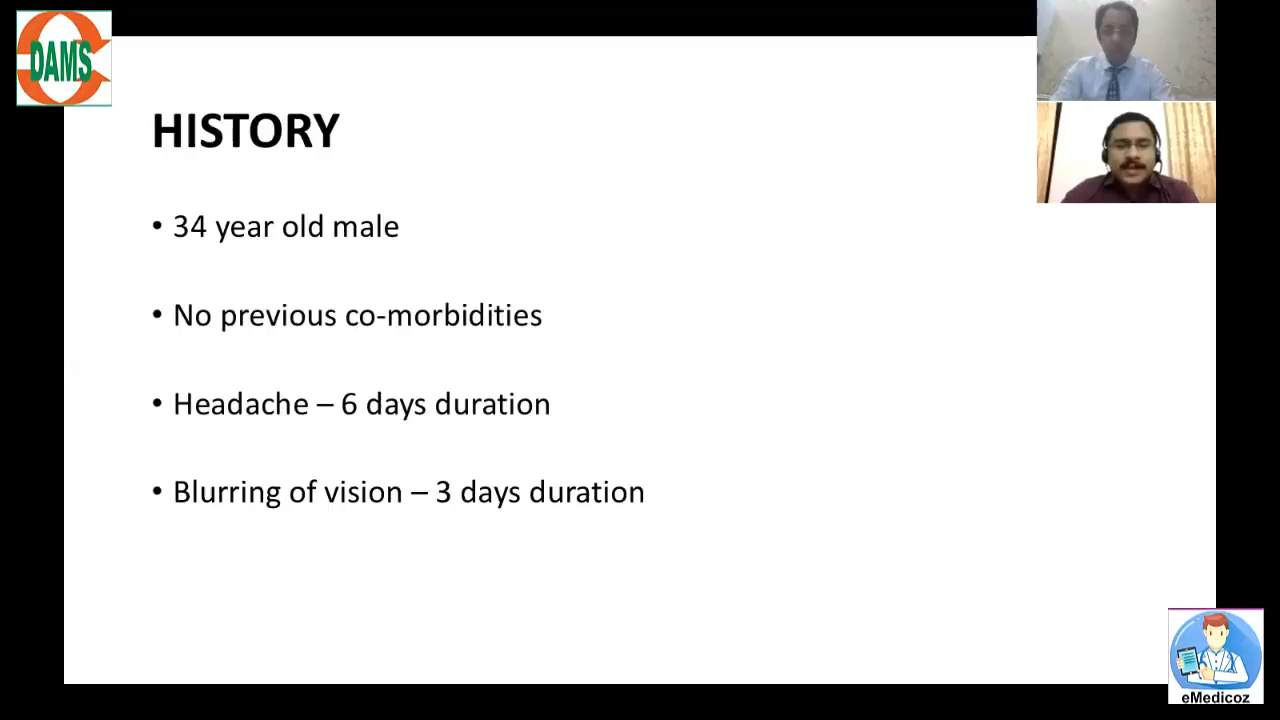 DAMS
HISTORY
• 34 year old male
• No previous co-morbidities
• Headache – 6 days duration
• Blurring of vision – 3 days duration
eMedicoz